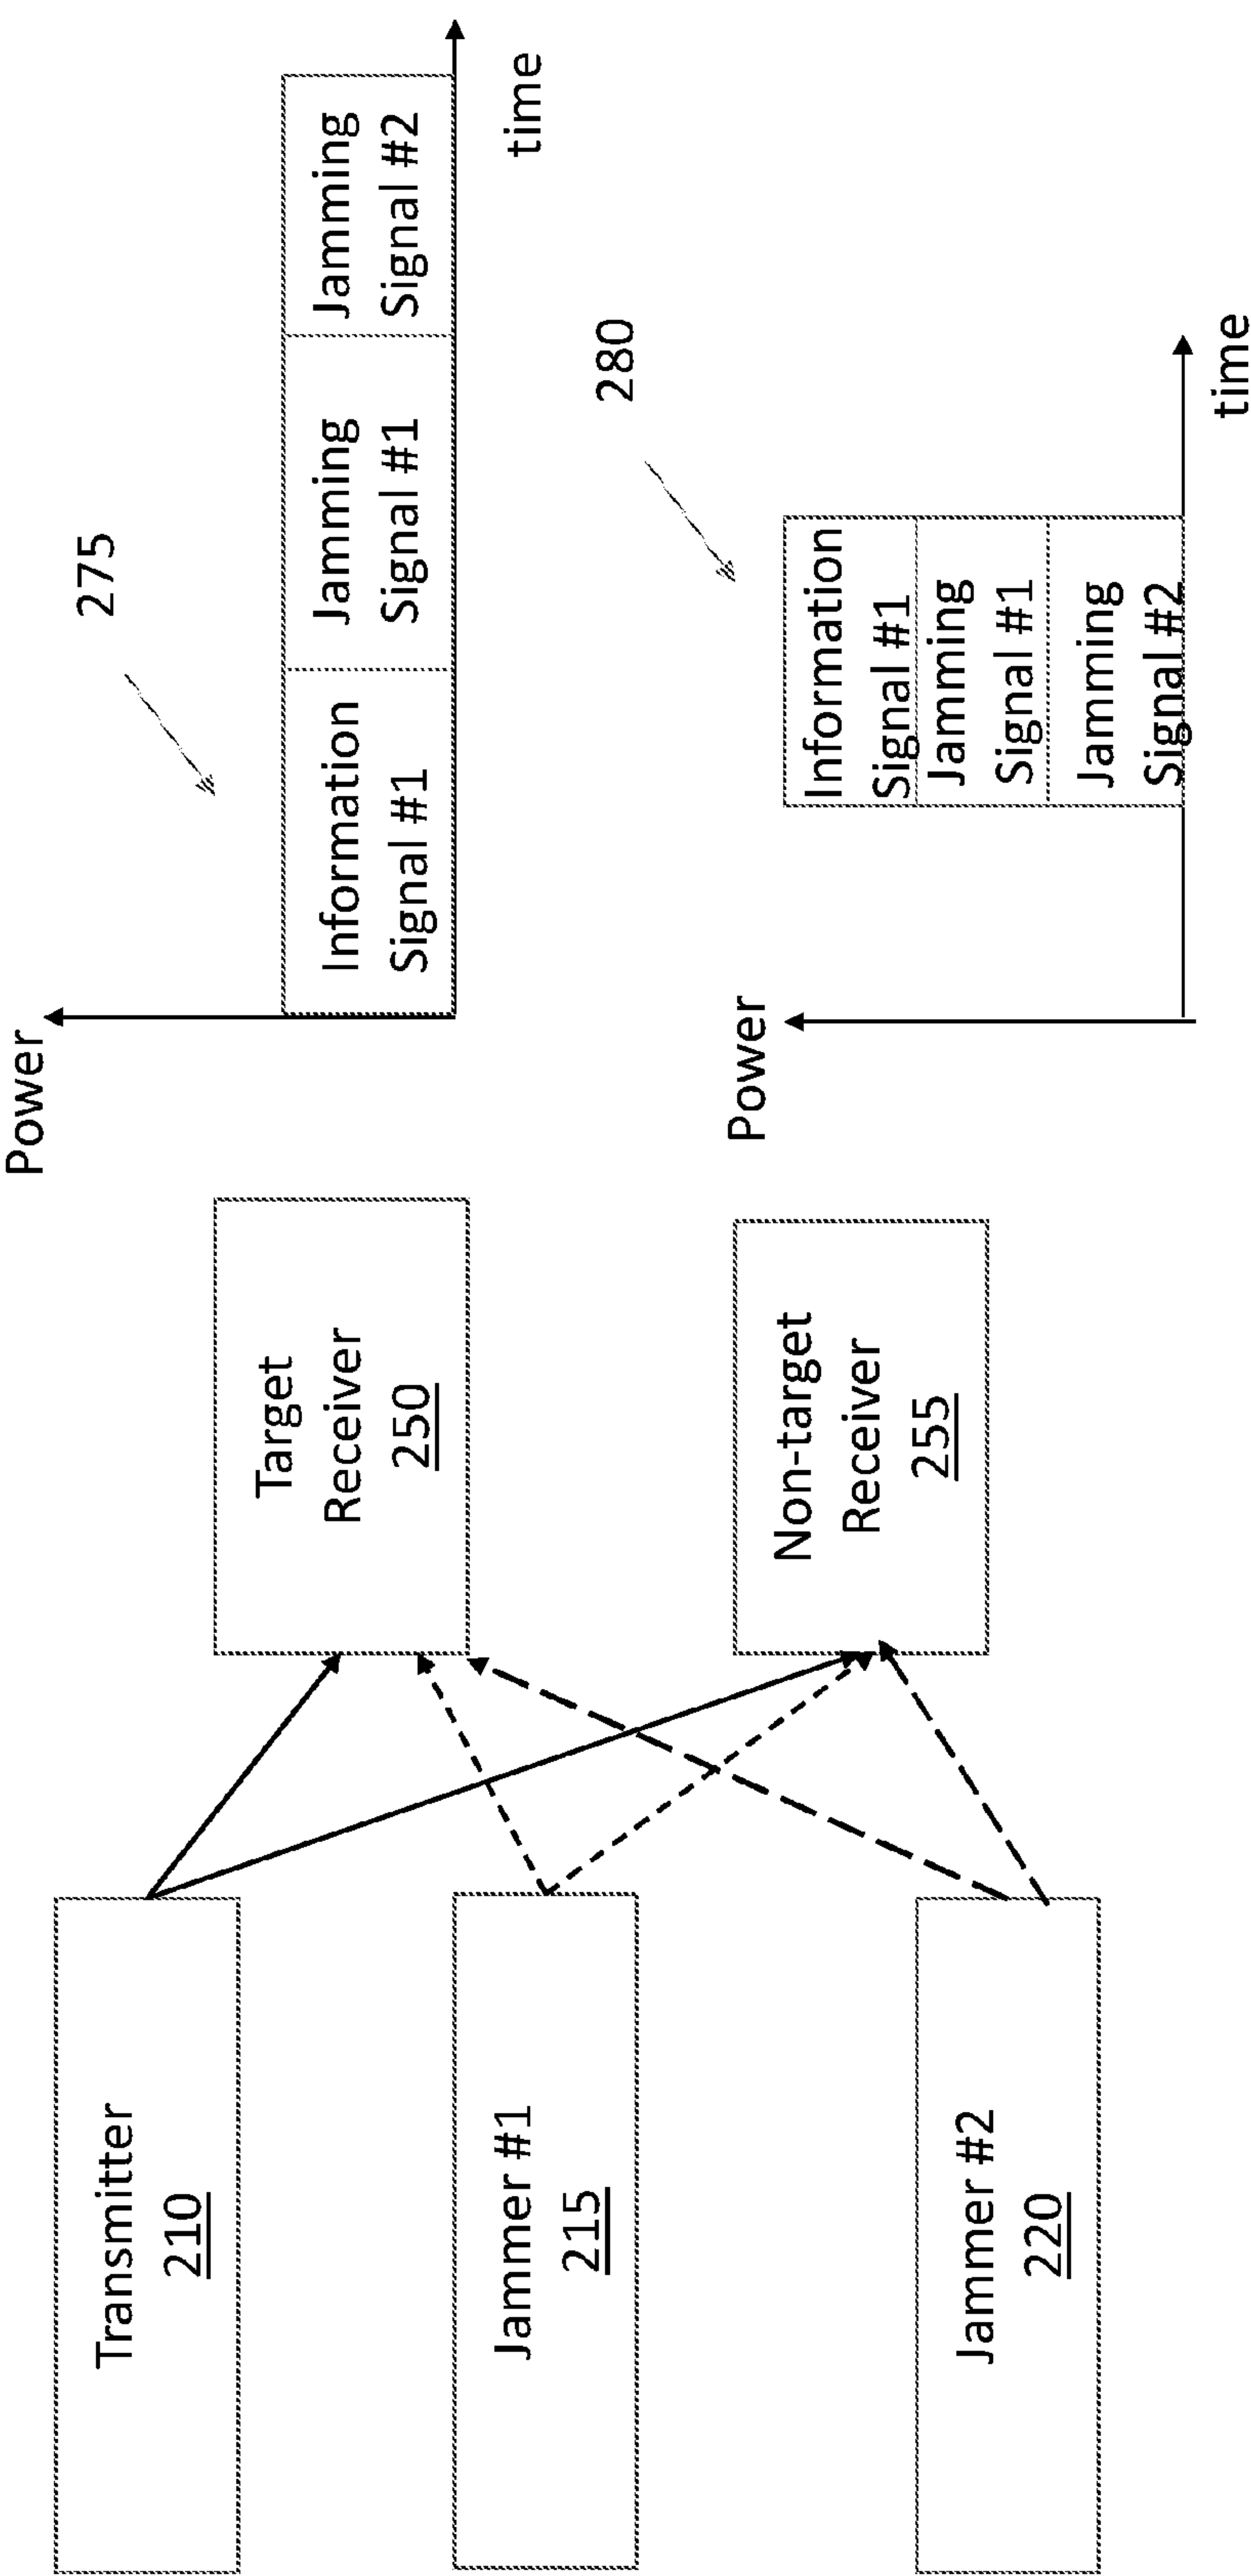 Transmitter
210
Jammer #1
215
Jammer #2
220
Target
Receiver
250
Non-target
Receiver
255
Power
275
Information
Signal #1
Jamming
Signal #1
Jamming
Signal #2
time
Power
280
Information
Signal #1
Jamming
Signal #1
Jamming
Signal #2
time